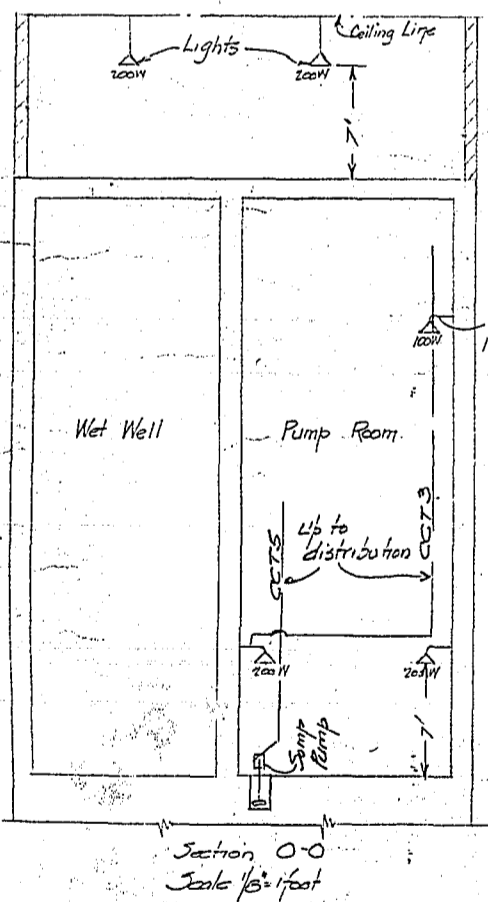 Ceiling Line
Lights
200W
200W
7'
100W
Wet Well
Pump Room
CCT5
Up to
distribution
CCT3
200W
200W
7'
Sump
Pump
Section O-O
Scale 1/8"=1foot